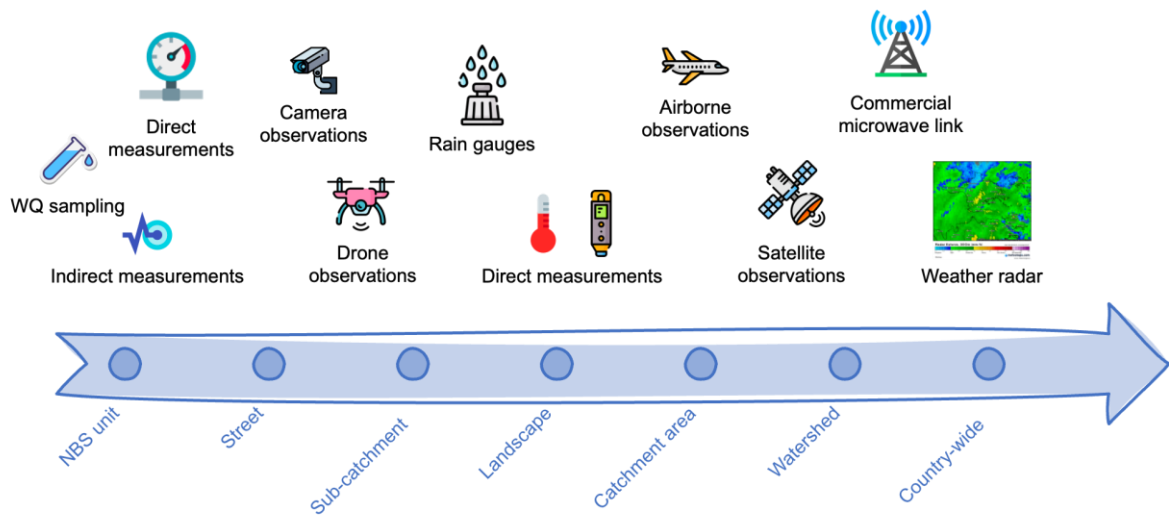 Direct
measurements
Camera
observations
Rain gauges
Airborne
observations
Commercial
microwave link
WQ sampling
Indirect measurements
Drone
observations
Direct measurements
Satellite
observations
Weather radar
NBS unit
Street
Sub-catchment
Landscape
Catchment area
Watershed
Country-wide